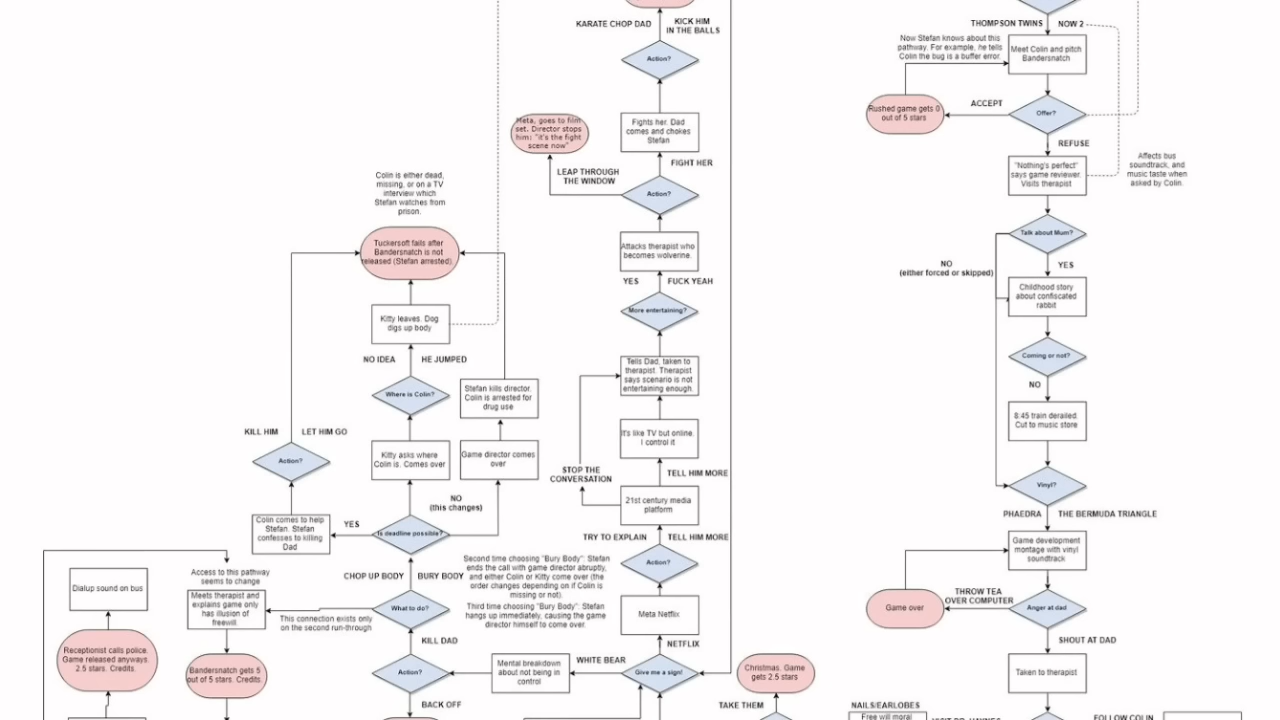 KARATE CHOP DAD
KICK HIM
IN THE BALLS
Action?
Meta, goes to film
set. Director stops
him: "it's the fight
scene now"
Fights her. Dad
comes and chokes
Stefan
FIGHT HER
LEAP THROUGH
THE WINDOW
Action?
Attacks therapist who
becomes wolverine.
YES
FUCK YEAH
More entertaining?
Tells Dad, taken to
therapist. Therapist
says scenario is not
entertaining enough.
It's like TV but online.
I control it
STOP THE
CONVERSATION
TELL HIM MORE
21st century media
platform
TRY TO EXPLAIN
TELL HIM MORE
Action?
Meta Netflix
NETFLIX
Give me a sign!
WHITE BEAR
Mental breakdown
about not being in
control
Christmas. Game
gets 2.5 stars
TAKE THEM
Colin is either dead,
missing, or on a TV
interview which
Stefan watches from
prison.
Tuckersoft fails after
Bandersnatch is not
released (Stefan arrested)
Kitty leaves. Dog
digs up body
NO IDEA
HE JUMPED
Where is Colin?
Stefan kills director.
Colin is arrested for
drug use
KILL HIM
LET HIM GO
Action?
Kitty asks where
Colin is. Comes over
Game director comes
over
NO
(this changes)
Colin comes to help
Stefan. Stefan
confesses to killing
Dad
YES
Is deadline possible?
CHOP UP BODY
BURY BODY
Second time choosing "Bury Body": Stefan
ends the call with game director abruptly,
and either Colin or Kitty come over (the
order changes depending on if Colin is
missing or not).
Third time choosing "Bury Body": Stefan
hangs up immediately, causing the game
director himself to come over.
Access to this pathway
seems to change
Dialup sound on bus
Meets therapist and
explains game only
has illusion of
freewill
This connection exists only
on the second run-through
What to do?
KILL DAD
Receptionist calls police.
Game released anyways.
2.5 stars. Credits.
Bandersnatch gets 5
out of 5 stars. Credits.
Action?
BACK OFF
THOMPSON TWINS
NOW 2
Now Stefan knows about this
pathway. For example, he tells
Colin the bug is a buffer error.
Meet Colin and pitch
Bandersnatch
Rushed game gets 0
out of 5 stars
ACCEPT
Offer?
REFUSE
"Nothing's perfect"
says game reviewer.
Visits therapist
Affects bus
soundtrack, and
music taste when
asked by Colin.
Talk about Mum?
NO
(either forced or skipped)
YES
Childhood story
about confiscated
rabbit
Coming or not?
NO
8:45 train derailed.
Cut to music store
Vinyl?
PHAEDRA
THE BERMUDA TRIANGLE
Game development
montage with vinyl
soundtrack
THROW TEA
OVER COMPUTER
Game over
Anger at dad
SHOUT AT DAD
Taken to therapist
NAILS/EARLOBES
Free will moral
FOLLOW COLIN